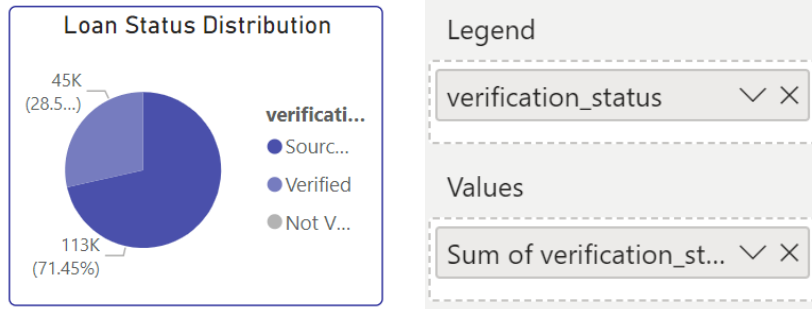 Loan Status Distribution
45K
(28.5...)
113K
(71.45%)
verificati...
Sourc...
Verified
Not V...
Legend
verification_status
Values
Sum of verification_st...